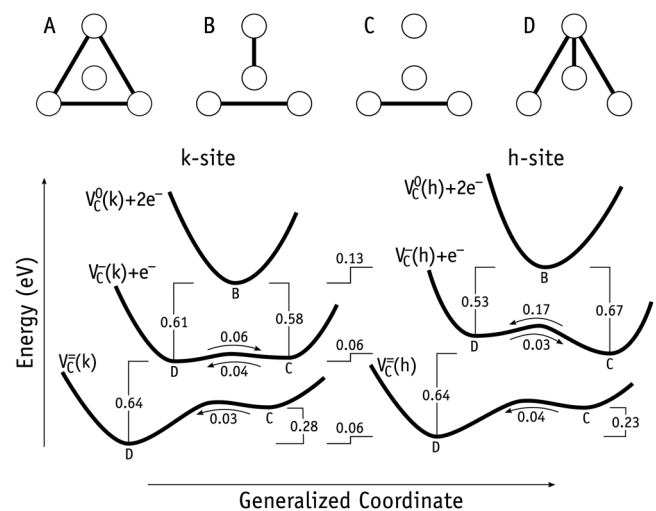 A B C D
k-site h-site
V_C^0(k)+2e^- V_C^0(h)+2e^-
B B
V_C^-(k)+e^- 0.13 V_C^-(h)+e^-
0.61 0.58 0.53 0.67
0.06 0.17
0.04 0.03
D C D C
V_C^=(k) 0.06 V_C^=(h)
0.64 0.03 0.64 0.04
C C
0.28 0.06 0.23
D D
Energy (eV)
Generalized Coordinate